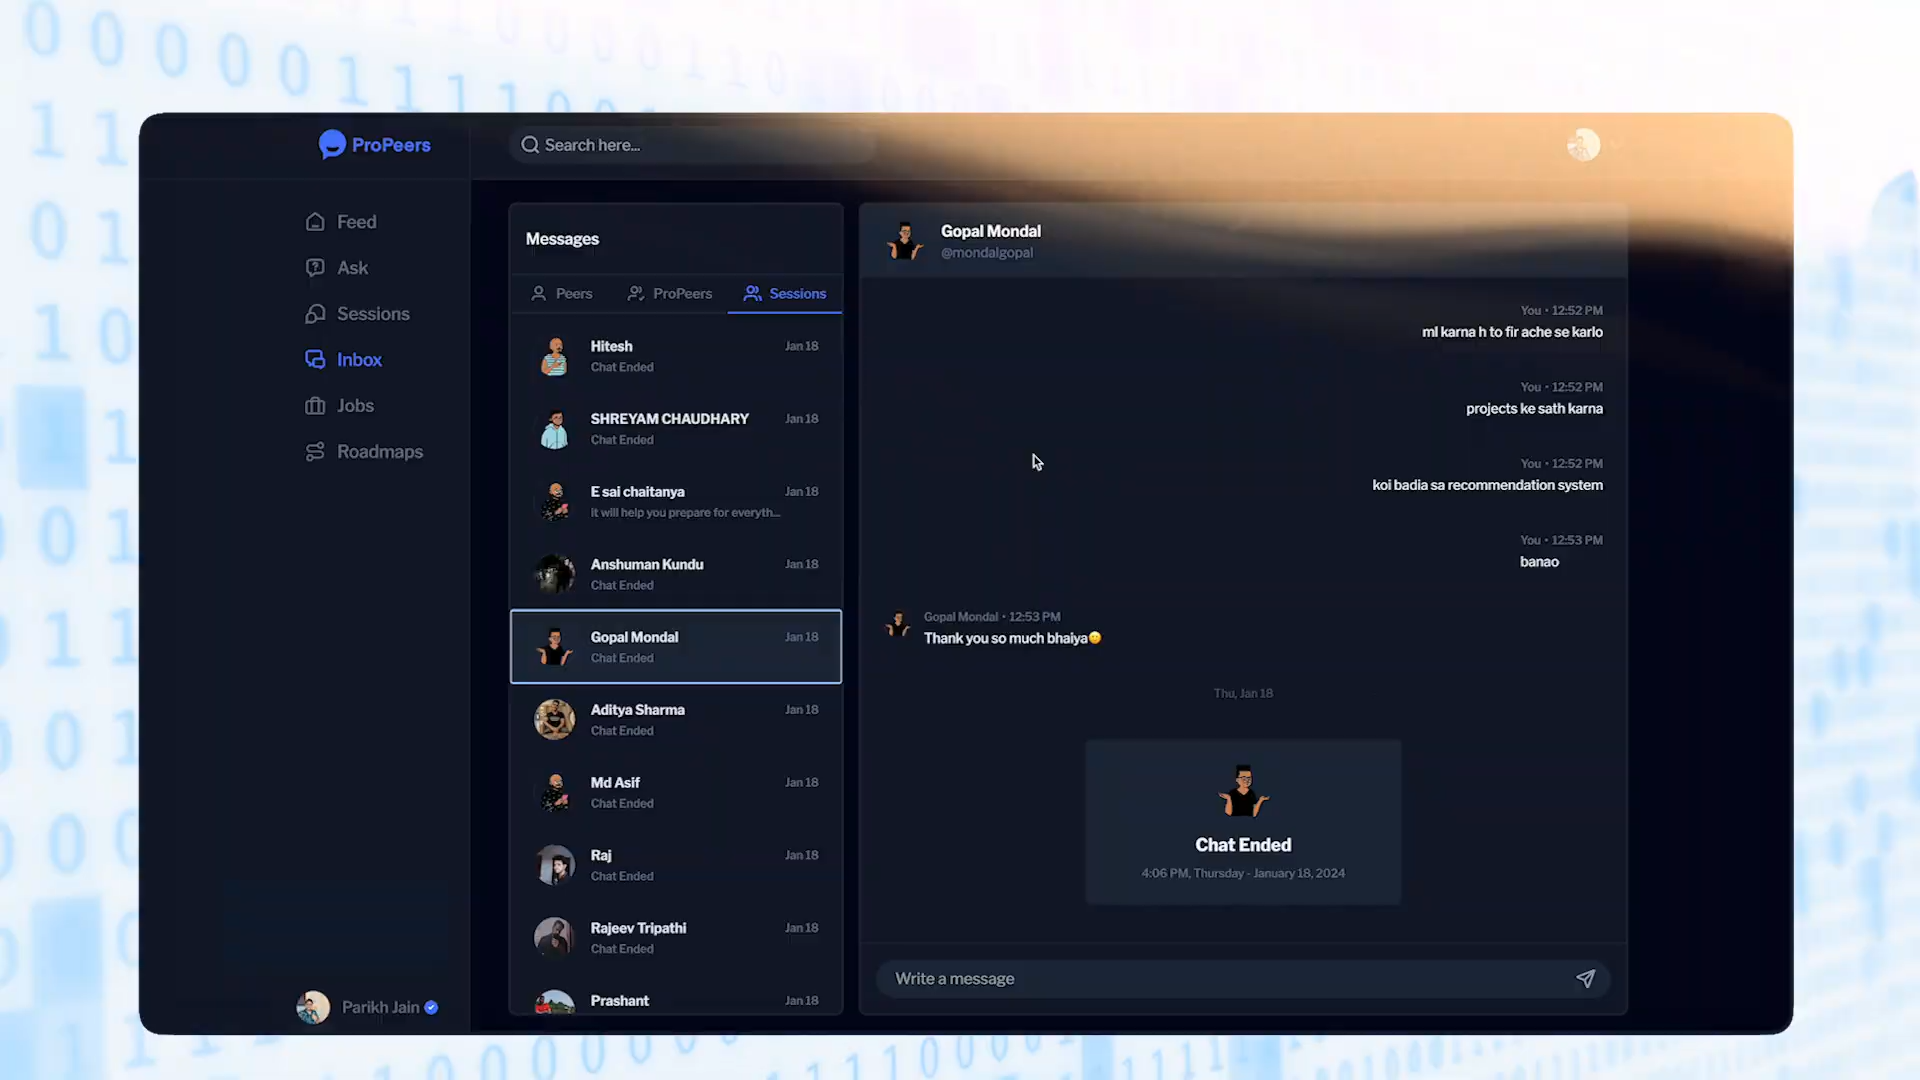 ProPeers
Search here...
Feed
Ask
Sessions
Inbox
Jobs
Roadmaps
Parikh Jain
Messages
Peers
ProPeers
Sessions
Hitesh
Jan 18
Chat Ended
SHREYAM CHAUDHARY
Jan 18
Chat Ended
E sai chaitanya
Jan 18
it will help you prepare for everyth...
Anshuman Kundu
Jan 18
Chat Ended
Gopal Mondal
Jan 18
Chat Ended
Aditya Sharma
Jan 18
Chat Ended
Md Asif
Jan 18
Chat Ended
Raj
Jan 18
Chat Ended
Rajeev Tripathi
Jan 18
Chat Ended
Prashant
Jan 18
Gopal Mondal
@mondalgopal
You • 12:52 PM
ml karna h to fir ache se karlo
You • 12:52 PM
projects ke sath karna
You • 12:52 PM
koi badia sa recommendation system
You • 12:53 PM
banao
Gopal Mondal • 12:53 PM
Thank you so much bhaiya
Thu, Jan 18
Chat Ended
4:06 PM, Thursday - January 18, 2024
Write a message